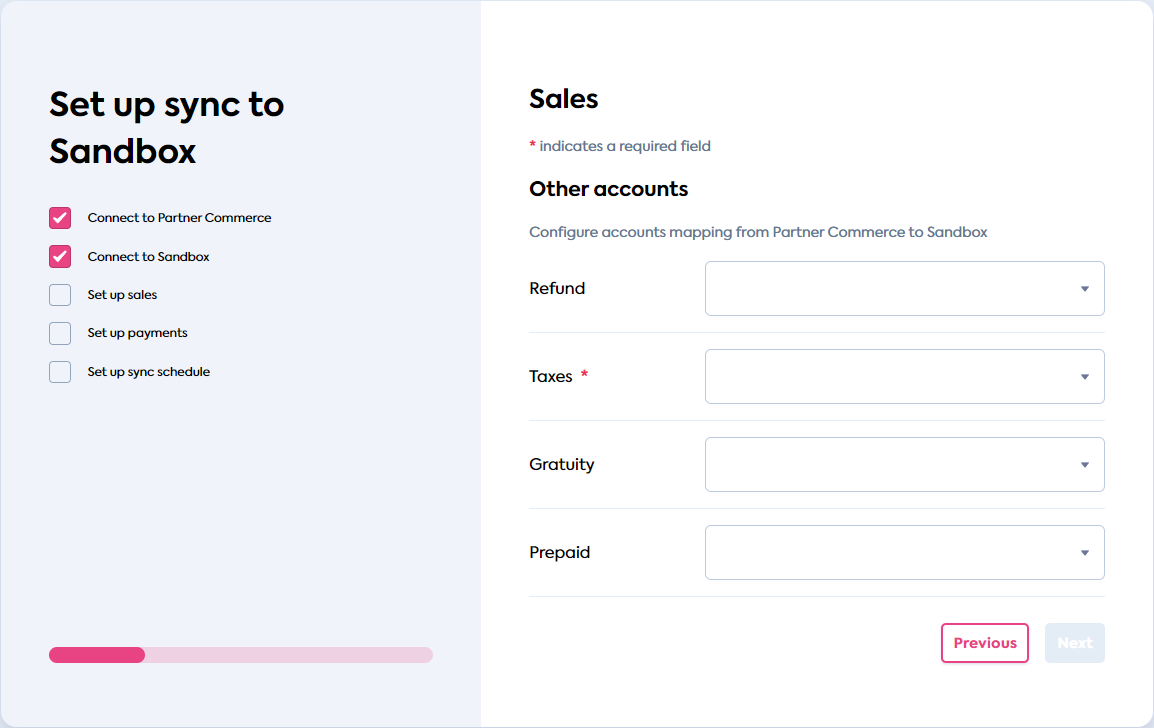 Set up sync to
Sandbox
Connect to Partner Commerce
Connect to Sandbox
Set up sales
Set up payments
Set up sync schedule
Sales
* indicates a required field
Other accounts
Configure accounts mapping from Partner Commerce to Sandbox
Refund
Taxes *
Gratuity
Prepaid
Previous
Next